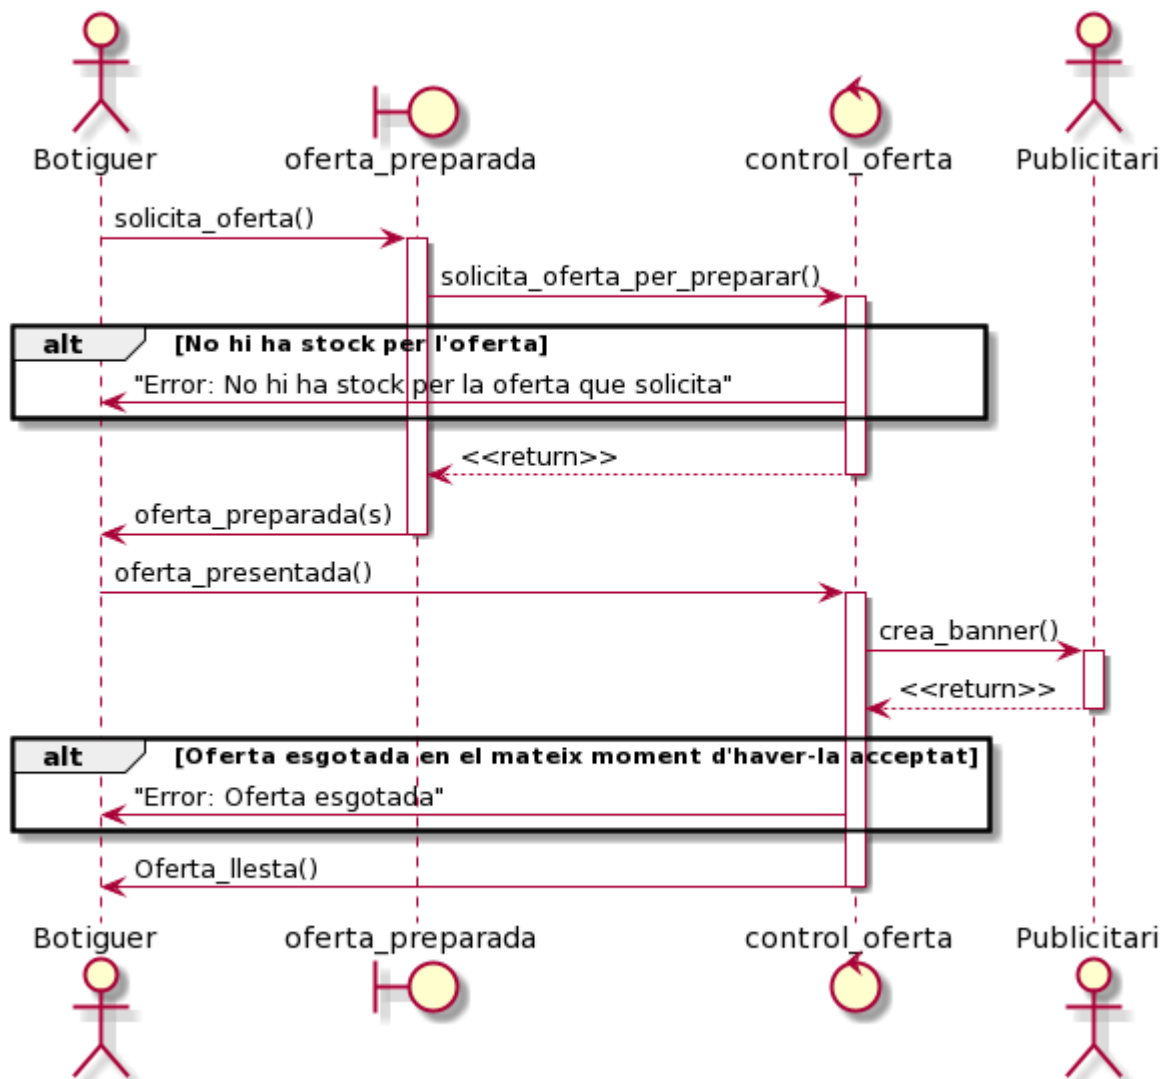 Botiguer
oferta_preparada
control_oferta
Publicitari
solicita_oferta()
solicita_oferta_per_preparar()
alt [No hi ha stock per l'oferta]
"Error: No hi ha stock per la oferta que solicita"
<<return>>
oferta_preparada(s)
oferta_presentada()
crea_banner()
<<return>>
alt [Oferta esgotada en el mateix moment d'haver-la acceptat]
"Error: Oferta esgotada"
Oferta_llesta()
Botiguer
oferta_preparada
control_oferta
Publicitari